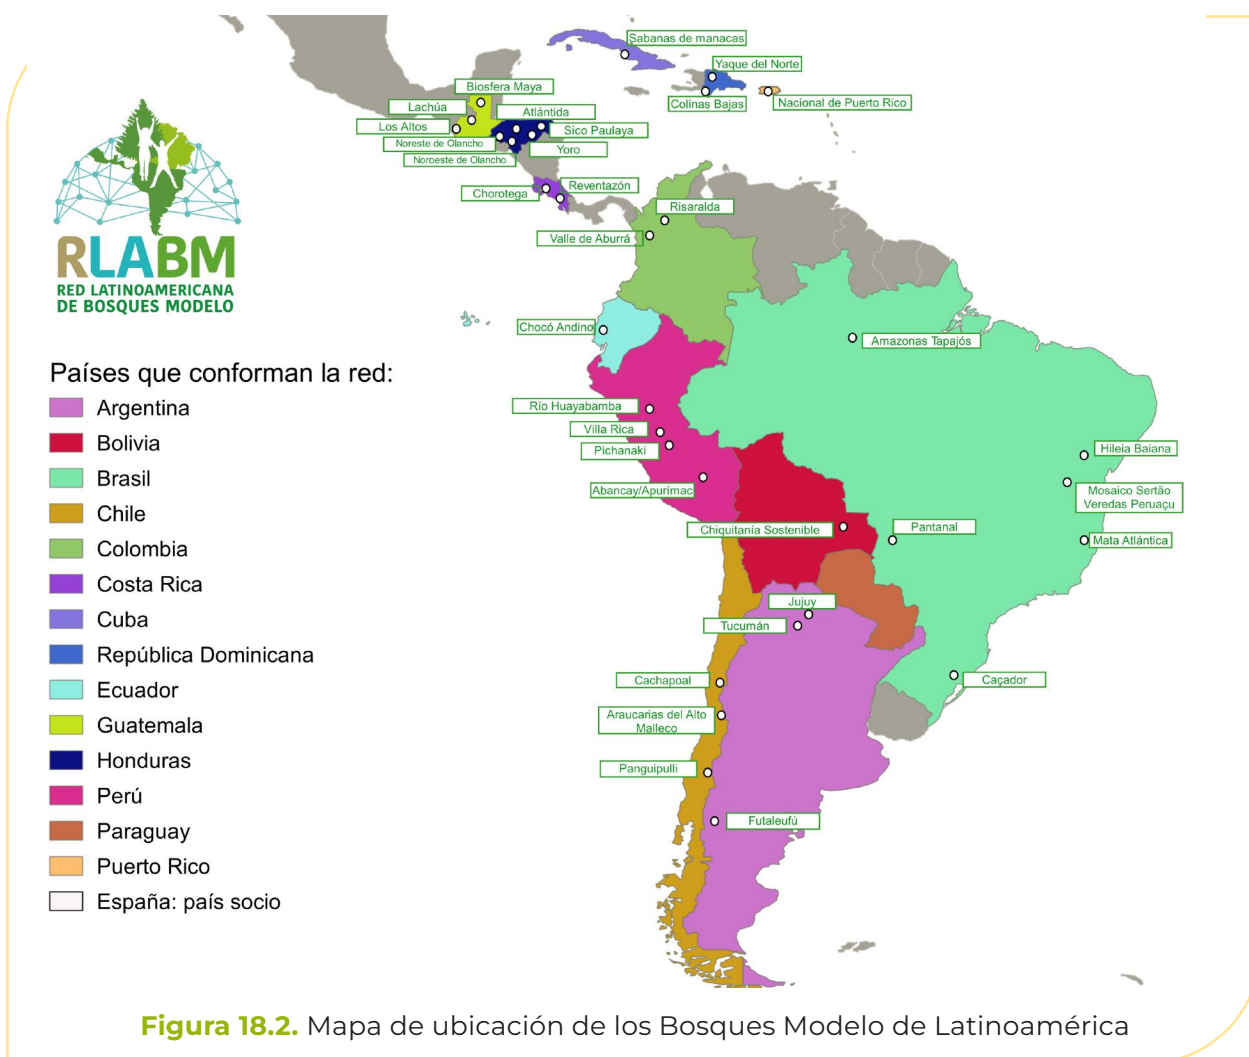 Sabanas de manacas
Yaque del Norte
Colinas Bajas
Nacional de Puerto Rico
Biosfera Maya
Lachúa
Atlántida
Los Altos
Sico Paulaya
Noreste de Olancho
Yoro
Noroeste de Olancho
Chorotega
Reventazón
Risaralda
Valle de Aburrá
RLABM
RED LATINOAMERICANA
DE BOSQUES MODELO
Chocó Andino
Amazonas Tapajós
Países que conforman la red:
Argentina
Bolivia
Brasil
Chile
Colombia
Costa Rica
Cuba
República Dominicana
Ecuador
Guatemala
Honduras
Perú
Paraguay
Puerto Rico
España: país socio
Río Huayabamba
Villa Rica
Pichanaki
Abancay/Apurímac
Hileia Baiana
Mosaico Sertão
Veredas Peruaçu
Chiquitanía Sostenible
Pantanal
Mata Atlántica
Jujuy
Tucumán
Cachapoal
Caçador
Araucarias del Alto
Malleco
Panguipulli
Futaleufú
Figura 18.2. Mapa de ubicación de los Bosques Modelo de Latinoamérica